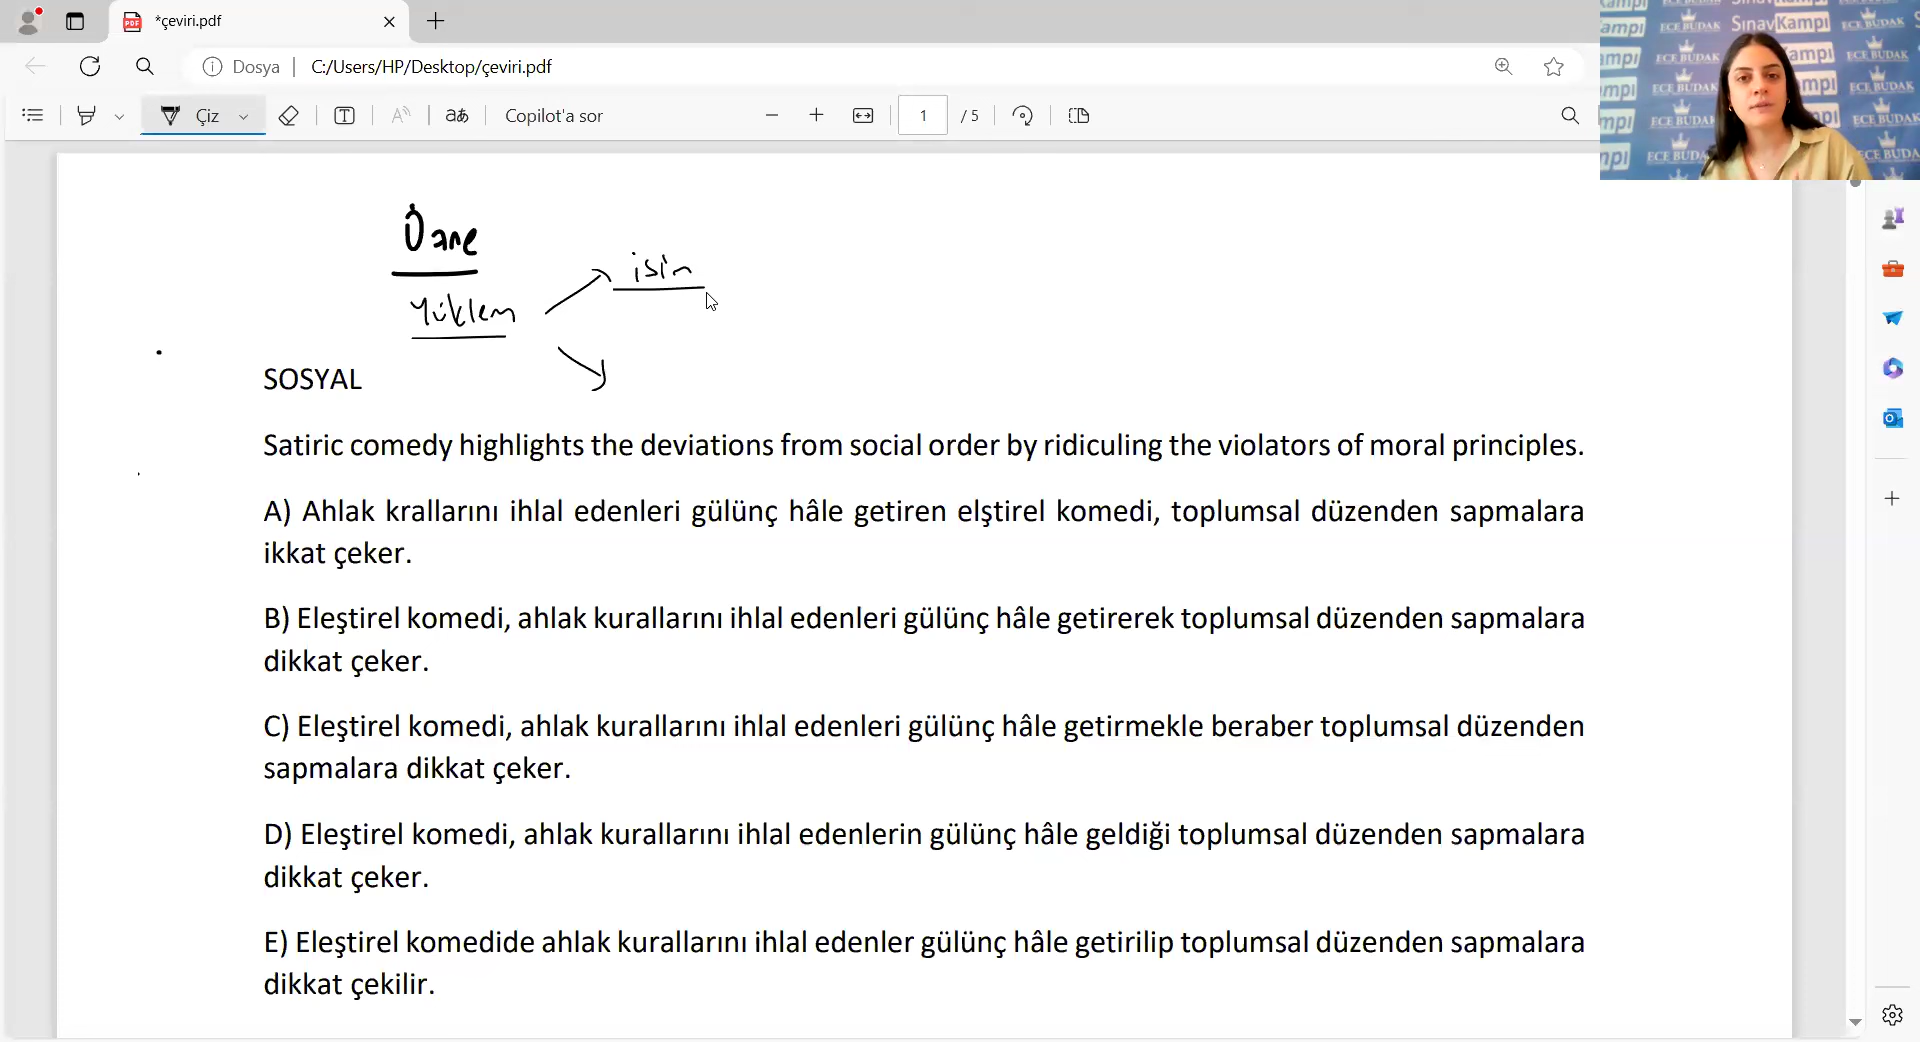 *çeviri.pdf
Dosya | C:/Users/HP/Desktop/çeviri.pdf
Çiz
Copilot'a sor
1 / 5
SınavKampı
ECE BUDAK
Özne
Yüklem
isim
SOSYAL
Satiric comedy highlights the deviations from social order by ridiculing the violators of moral principles.
A) Ahlak krallarını ihlal edenleri gülünç hâle getiren elştirel komedi, toplumsal düzenden sapmalara
ikkat çeker.
B) Eleştirel komedi, ahlak kurallarını ihlal edenleri gülünç hâle getirerek toplumsal düzenden sapmalara
dikkat çeker.
C) Eleştirel komedi, ahlak kurallarını ihlal edenleri gülünç hâle getirmekle beraber toplumsal düzenden
sapmalara dikkat çeker.
D) Eleştirel komedi, ahlak kurallarını ihlal edenlerin gülünç hâle geldiği toplumsal düzenden sapmalara
dikkat çeker.
E) Eleştirel komedide ahlak kurallarını ihlal edenler gülünç hâle getirilip toplumsal düzenden sapmalara
dikkat çekilir.